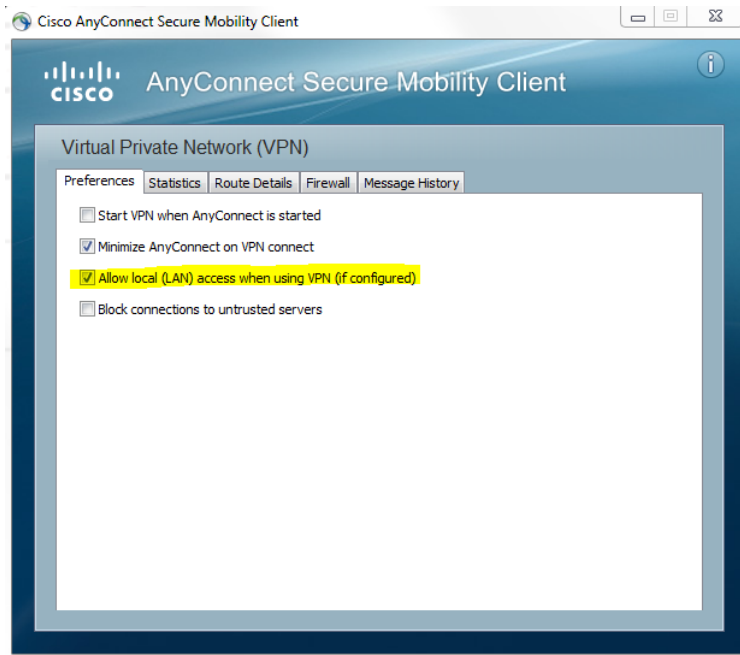 Cisco AnyConnect Secure Mobility Client
CISCO AnyConnect Secure Mobility Client
Virtual Private Network (VPN)
Preferences Statistics Route Details Firewall Message History
Start VPN when AnyConnect is started
Minimize AnyConnect on VPN connect
Allow local (LAN) access when using VPN (if configured)
Block connections to untrusted servers